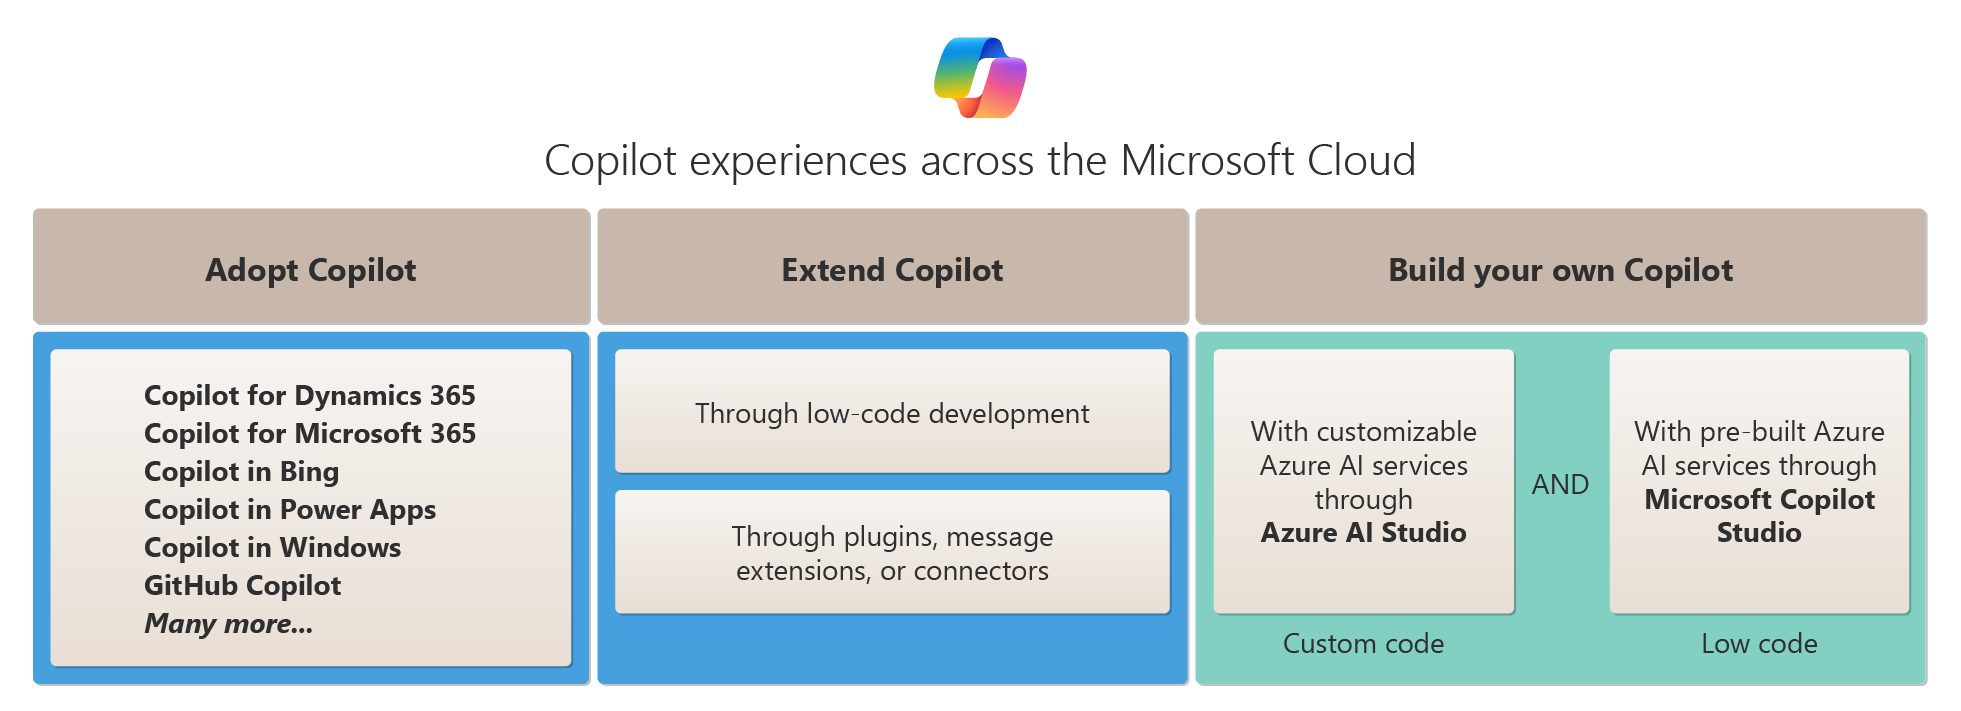 Copilot experiences across the Microsoft Cloud
Adopt Copilot
Copilot for Dynamics 365
Copilot for Microsoft 365
Copilot in Bing
Copilot in Power Apps
Copilot in Windows
GitHub Copilot
Many more...
Extend Copilot
Through low-code development
Through plugins, message
extensions, or connectors
Build your own Copilot
With customizable
Azure AI services
through
Azure AI Studio
Custom code
AND
With pre-built Azure
AI services through
Microsoft Copilot
Studio
Low code